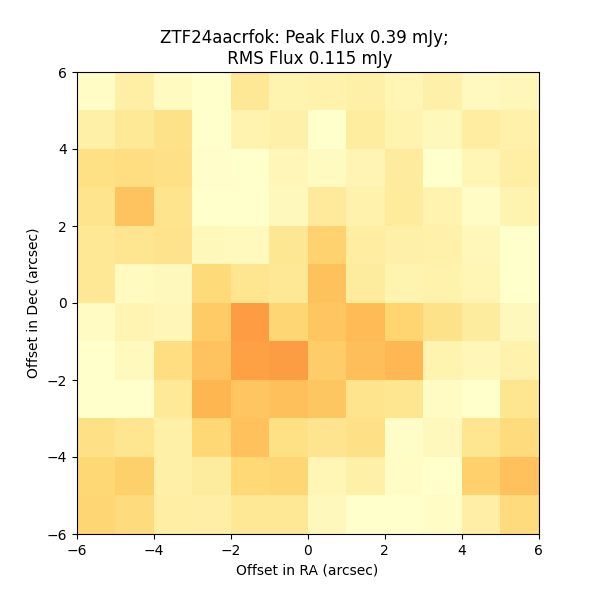 ZTF24aacrfok: Peak Flux 0.39 mJy;
RMS Flux 0.115 mJy
6
4
2
0
−2
−4
−6
Offset in Dec (arcsec)
−6 −4 −2 0 2 4 6
Offset in RA (arcsec)